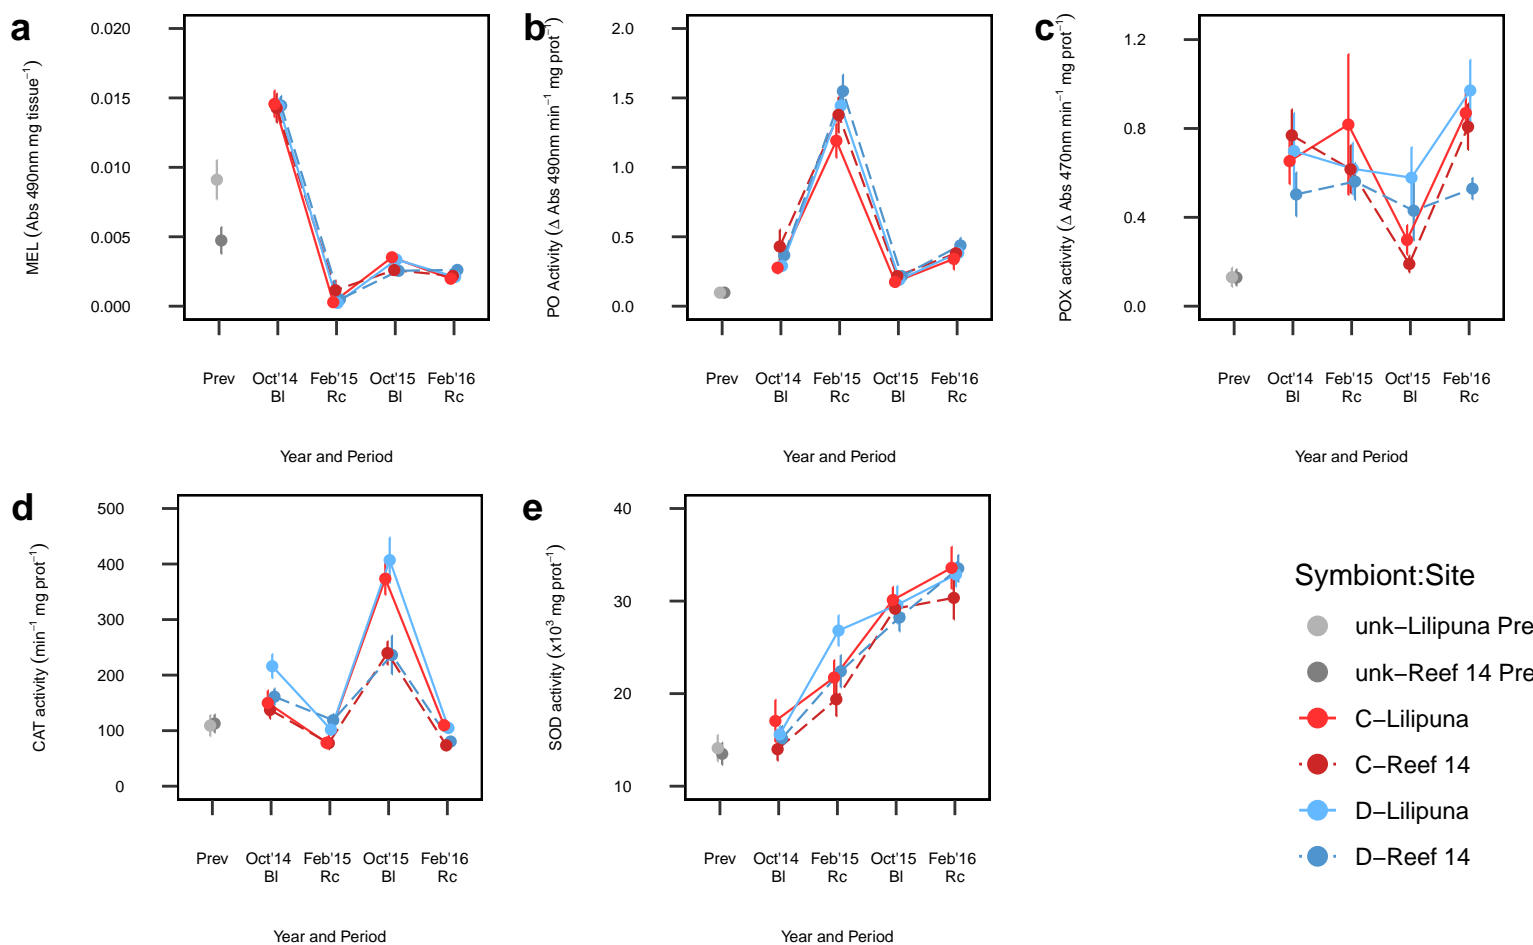 a
MEL (Abs 490nm mg tissue⁻¹)
0.020
0.015
0.010
0.005
0.000
Prev Oct'14 Feb'15 Oct'15 Feb'16
Bl Rc Bl Rc
Year and Period
b
PO Activity (Δ Abs 490nm min⁻¹ mg prot⁻¹)
2.0
1.5
1.0
0.5
0.0
Prev Oct'14 Feb'15 Oct'15 Feb'16
Bl Rc Bl Rc
Year and Period
c
POX activity (Δ Abs 470nm min⁻¹ mg prot⁻¹)
1.2
0.8
0.4
0.0
Prev Oct'14 Feb'15 Oct'15 Feb'16
Bl Rc Bl Rc
Year and Period
d
CAT activity (min⁻¹ mg prot⁻¹)
500
400
300
200
100
0
Prev Oct'14 Feb'15 Oct'15 Feb'16
Bl Rc Bl Rc
Year and Period
e
SOD activity (x10³ mg prot⁻¹)
40
30
20
10
Prev Oct'14 Feb'15 Oct'15 Feb'16
Bl Rc Bl Rc
Year and Period
Symbiont:Site
unk−Lilipuna Pre
unk−Reef 14 Pre
C−Lilipuna
C−Reef 14
D−Lilipuna
D−Reef 14